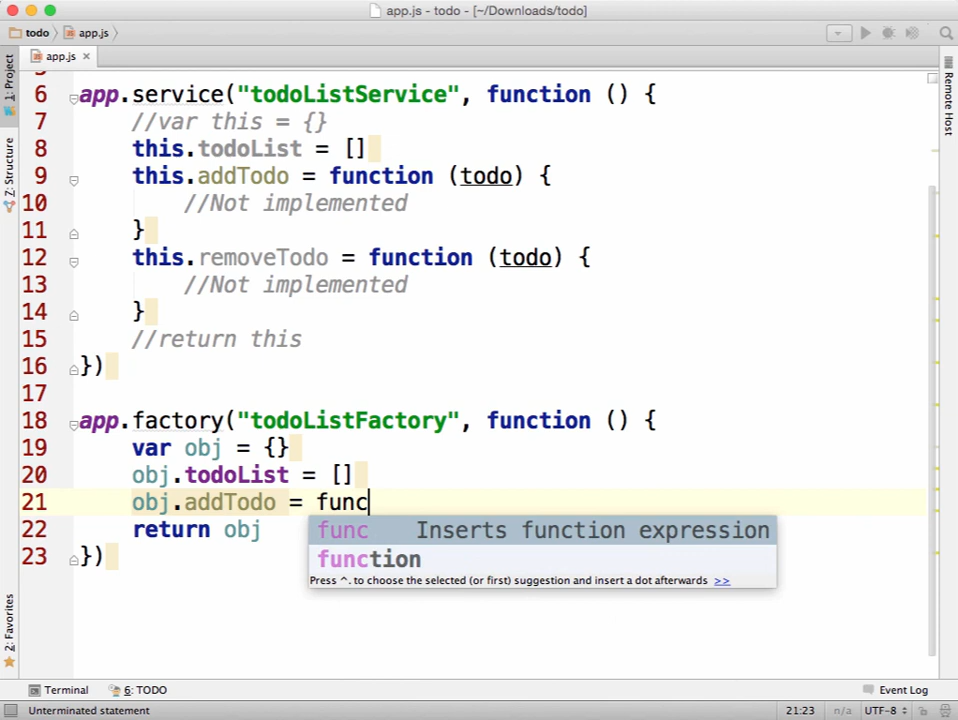 app.js - todo - [~/Downloads/todo]
todo app.js
app.js
1: Project
7: Structure
2: Favorites
Remote Host
6 app.service("todoListService", function () {
7 //var this = {}
8 this.todoList = []
9 this.addTodo = function (todo) {
10 //Not implemented
11 }
12 this.removeTodo = function (todo) {
13 //Not implemented
14 }
15 //return this
16 })
17
18 app.factory("todoListFactory", function () {
19 var obj = {}
20 obj.todoList = []
21 obj.addTodo = func
22 return obj
23 })
func Inserts function expression
function
Press ^. to choose the selected (or first) suggestion and insert a dot afterwards >>
Terminal 6: TODO Event Log
Unterminated statement 21:23 n/a UTF-8